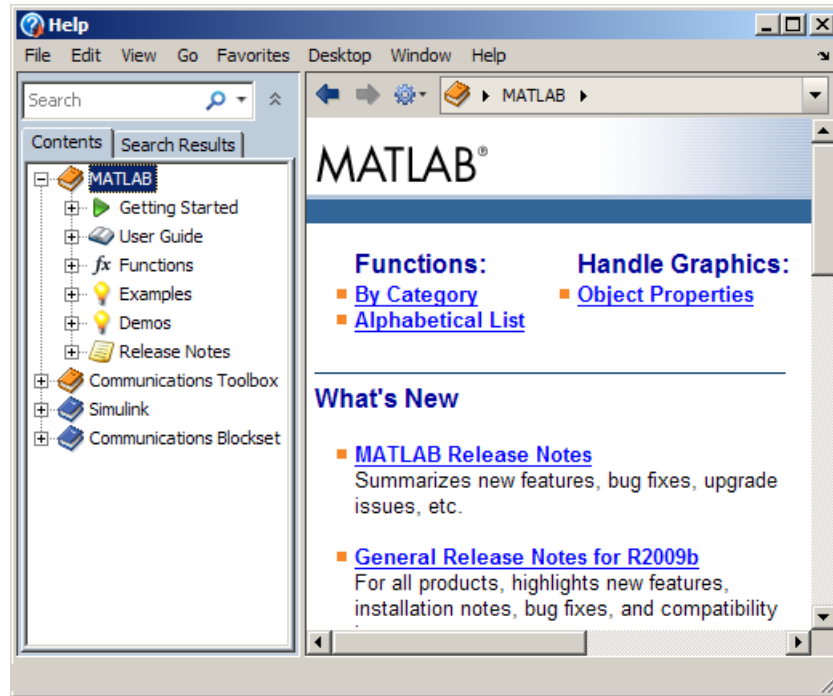 Help
File Edit View Go Favorites Desktop Window Help
Search
MATLAB
Contents Search Results
MATLAB
Getting Started
User Guide
fx Functions
Examples
Demos
Release Notes
Communications Toolbox
Simulink
Communications Blockset
MATLAB®
Functions:
By Category
Alphabetical List
Handle Graphics:
Object Properties
What's New
MATLAB Release Notes
Summarizes new features, bug fixes, upgrade
issues, etc.
General Release Notes for R2009b
For all products, highlights new features,
installation notes, bug fixes, and compatibility